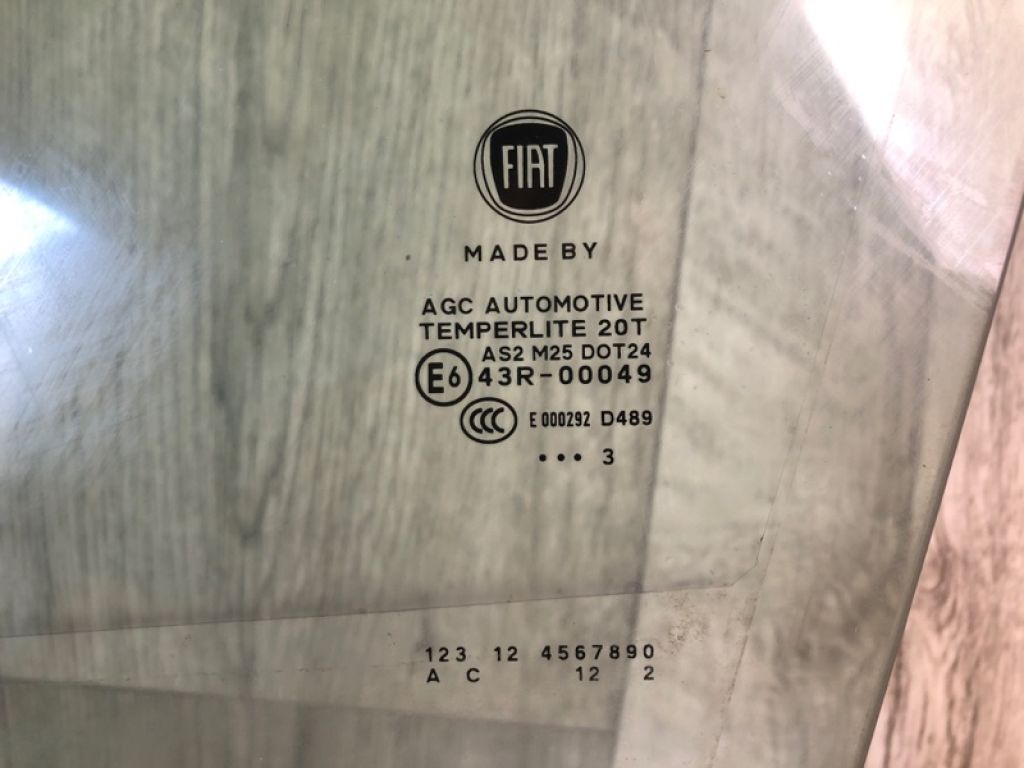 FIAT
MADE BY
AGC AUTOMOTIVE
TEMPERLITE 20T
AS2 M25 DOT24
E6 43R-00049
CCC E 000292 D489
••• 3
123 12 4567890
A C 12 2